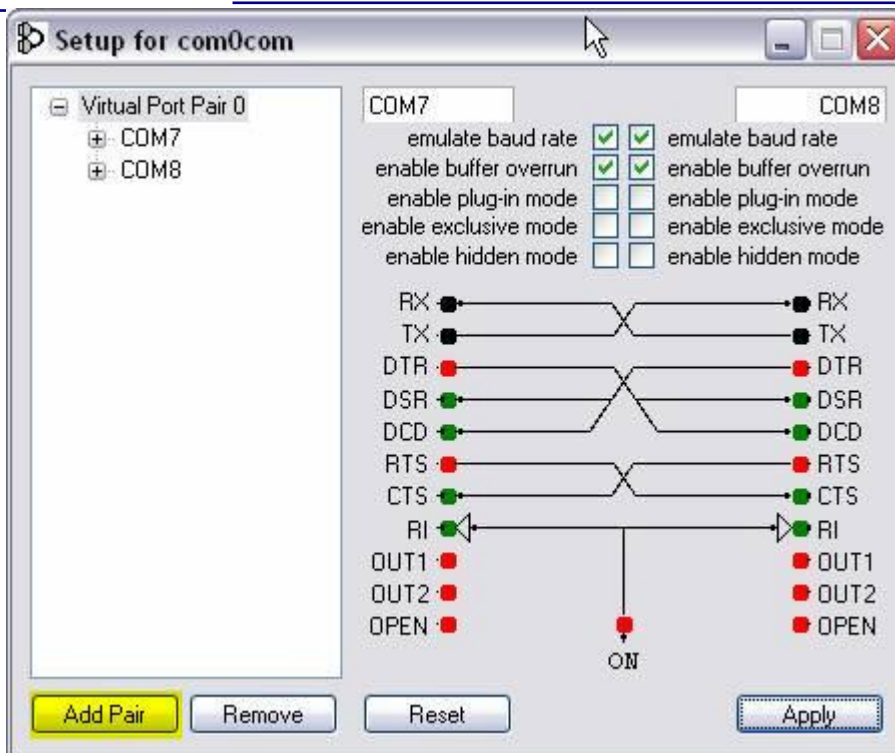 Setup for com0com
Virtual Port Pair 0
COM7
COM8
COM7 COM8
emulate baud rate emulate baud rate
enable buffer overrun enable buffer overrun
enable plug-in mode enable plug-in mode
enable exclusive mode enable exclusive mode
enable hidden mode enable hidden mode
RX RX
TX TX
DTR DTR
DSR DSR
DCD DCD
RTS RTS
CTS CTS
RI RI
OUT1 OUT1
OUT2 OUT2
OPEN OPEN
ON
Add Pair Remove Reset Apply